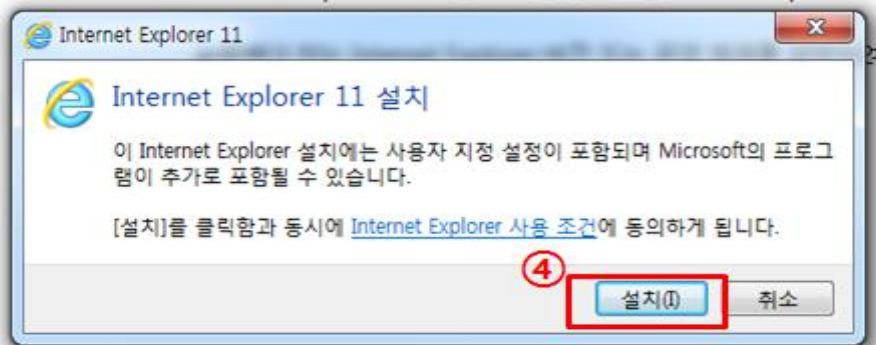 Internet Explorer 11
Internet Explorer 11 설치
이 Internet Explorer 설치에는 사용자 지정 설정이 포함되며 Microsoft의 프로그
램이 추가로 포함될 수 있습니다.
[설치]를 클릭함과 동시에 Internet Explorer 사용 조건에 동의하게 됩니다.
④
설치(I) 취소